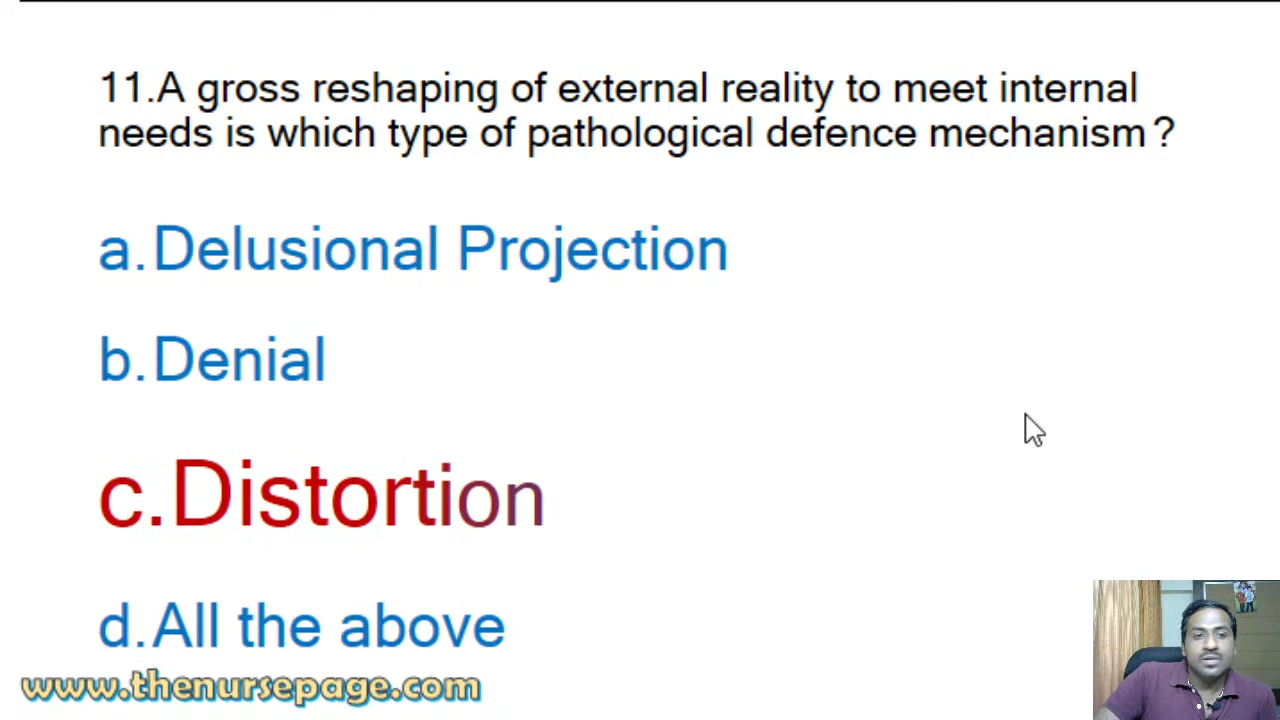 11.A gross reshaping of external reality to meet internal
needs is which type of pathological defence mechanism ?
a.Delusional Projection
b.Denial
c.Distortion
d.All the above
www.thenursepage.com